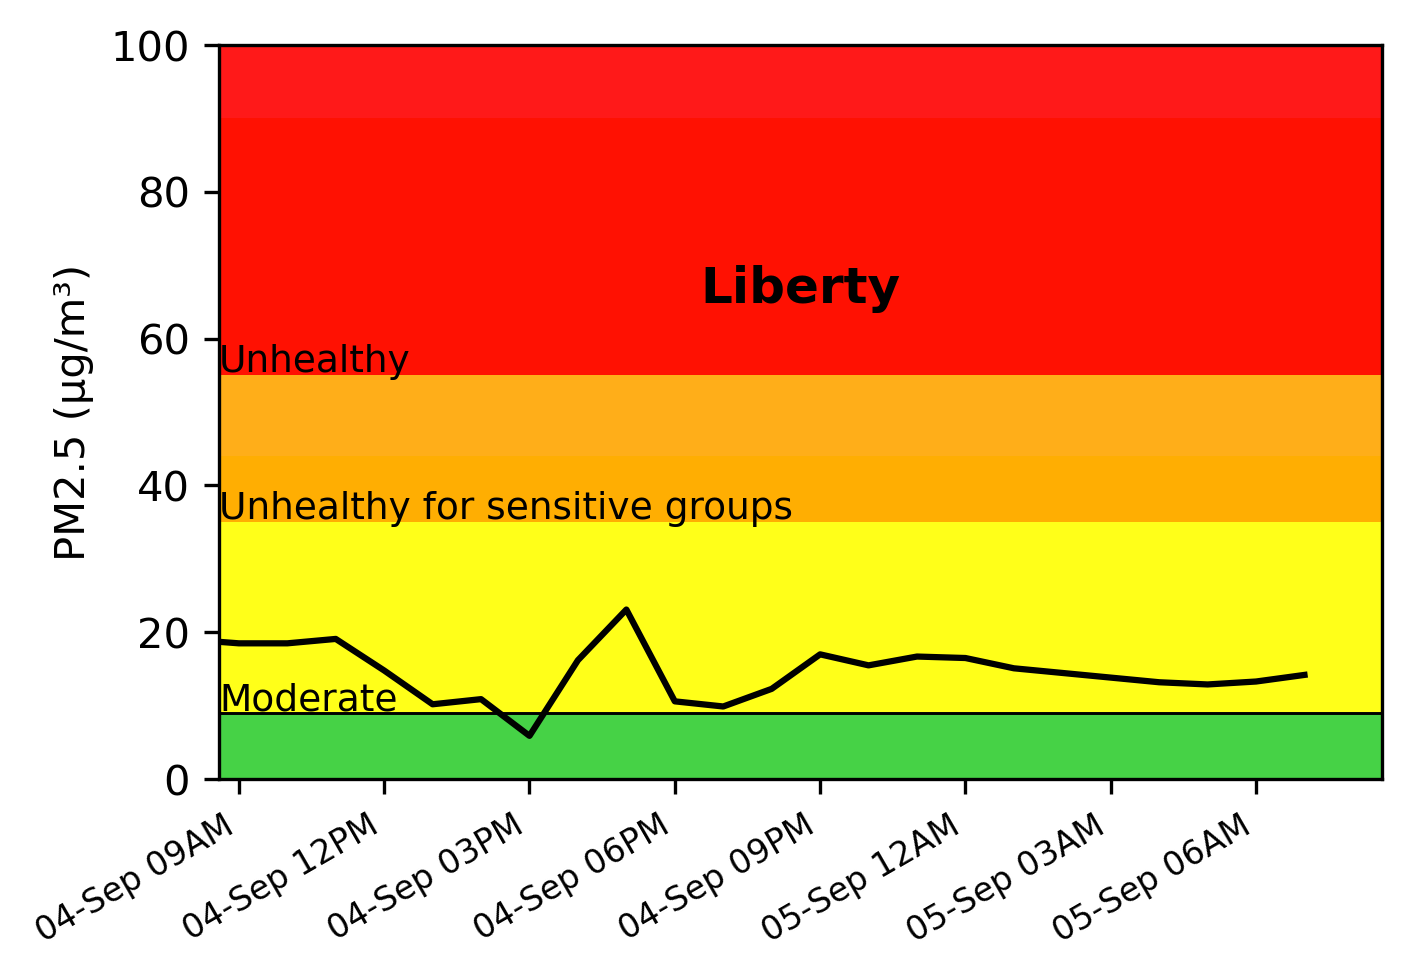 100
80
60
40
20
0
PM2.5 (µg/m³)
Liberty
Unhealthy
Unhealthy for sensitive groups
Moderate
04-Sep 09AM
04-Sep 12PM
04-Sep 03PM
04-Sep 06PM
04-Sep 09PM
05-Sep 12AM
05-Sep 03AM
05-Sep 06AM